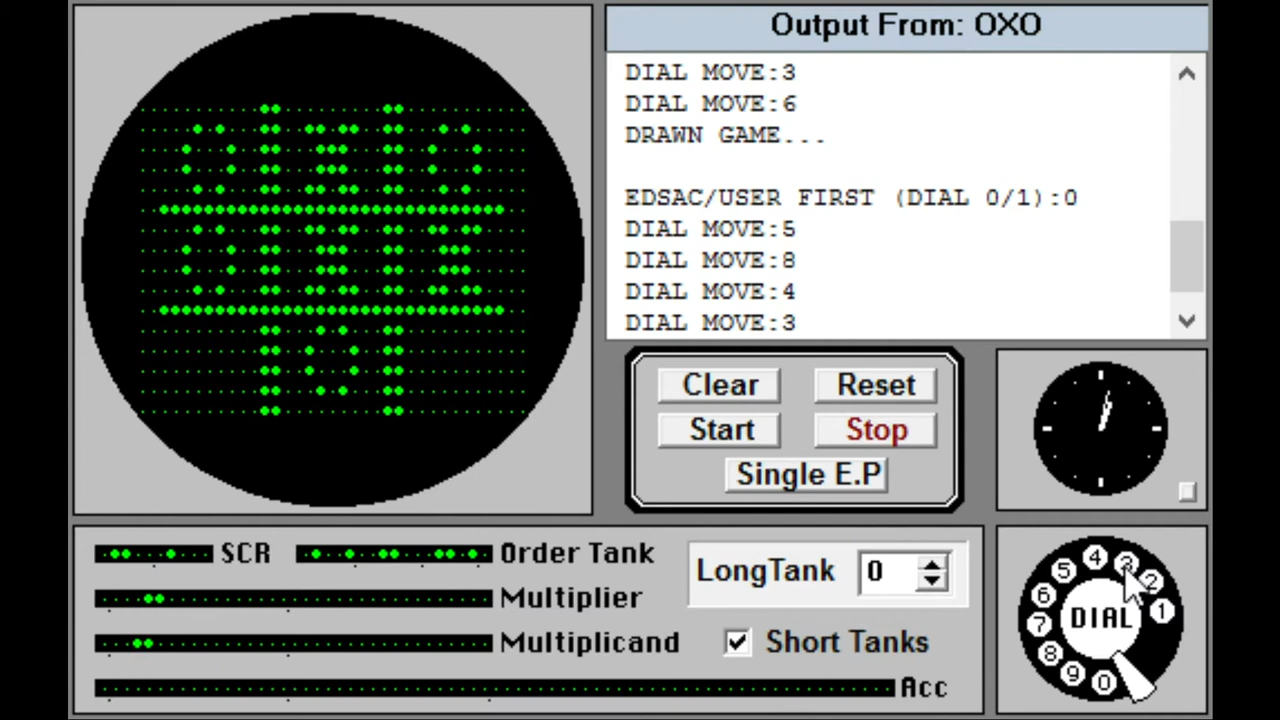 Output From: OXO
DIAL MOVE:3
DIAL MOVE:6
DRAWN GAME...
EDSAC/USER FIRST (DIAL 0/1):0
DIAL MOVE:5
DIAL MOVE:8
DIAL MOVE:4
DIAL MOVE:3
Clear Reset
Start Stop
Single E.P
SCR Order Tank
LongTank 0
Multiplier
Multiplicand
Short Tanks
Acc
4 3 2 1
5 6 7 8 9 0
DIAL